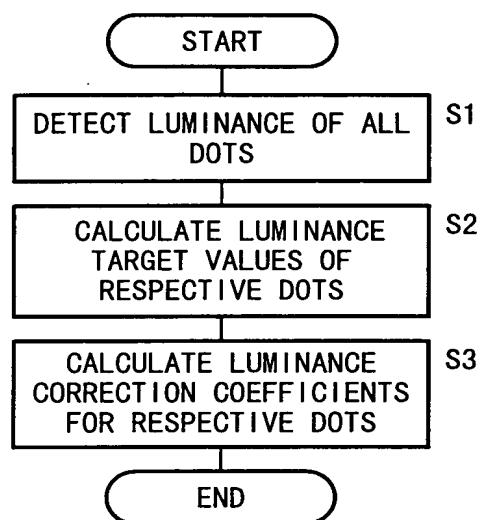 START
DETECT LUMINANCE OF ALL
DOTS
S1
CALCULATE LUMINANCE
TARGET VALUES OF
RESPECTIVE DOTS
S2
CALCULATE LUMINANCE
CORRECTION COEFFICIENTS
FOR RESPECTIVE DOTS
S3
END